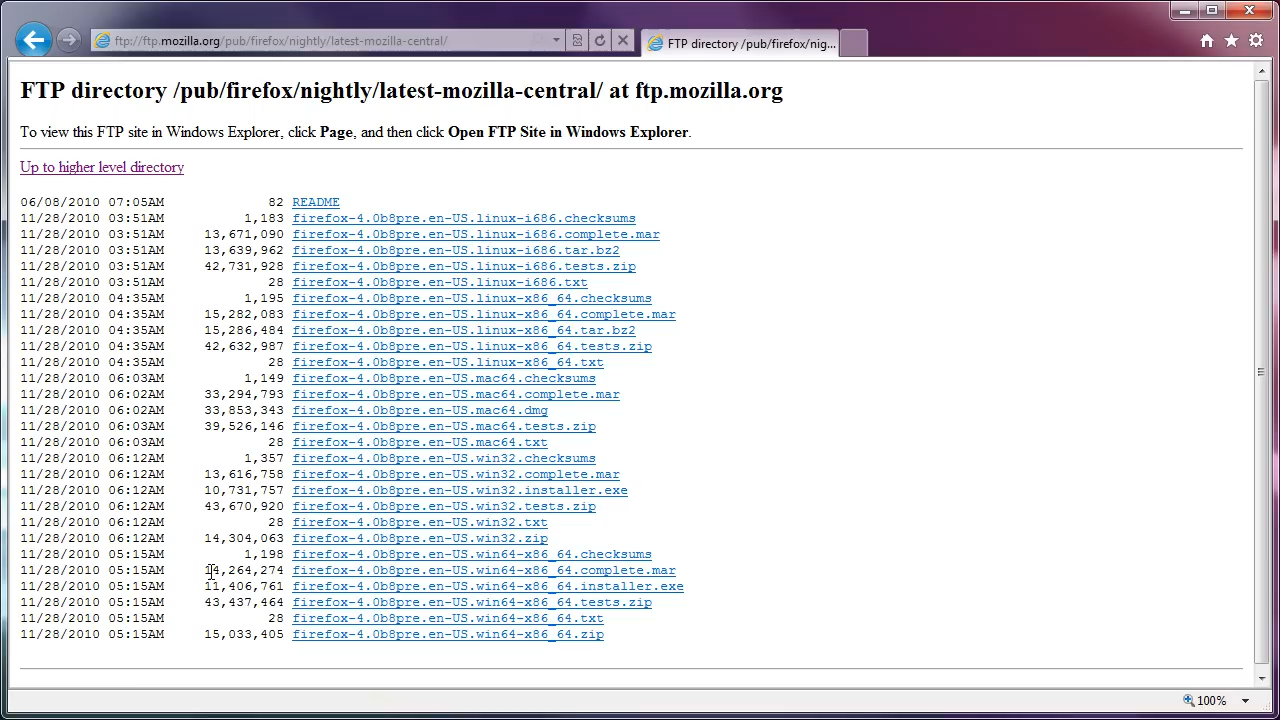 ftp://ftp.mozilla.org/pub/firefox/nightly/latest-mozilla-central/
FTP directory /pub/firefox/nig...
FTP directory /pub/firefox/nightly/latest-mozilla-central/ at ftp.mozilla.org
To view this FTP site in Windows Explorer, click Page, and then click Open FTP Site in Windows Explorer.
Up to higher level directory
06/08/2010 07:05AM 82 README
11/28/2010 03:51AM 1,183 firefox-4.0b8pre.en-US.linux-i686.checksums
11/28/2010 03:51AM 13,671,090 firefox-4.0b8pre.en-US.linux-i686.complete.mar
11/28/2010 03:51AM 13,639,962 firefox-4.0b8pre.en-US.linux-i686.tar.bz2
11/28/2010 03:51AM 42,731,928 firefox-4.0b8pre.en-US.linux-i686.tests.zip
11/28/2010 03:51AM 28 firefox-4.0b8pre.en-US.linux-i686.txt
11/28/2010 04:35AM 1,195 firefox-4.0b8pre.en-US.linux-x86_64.checksums
11/28/2010 04:35AM 15,282,083 firefox-4.0b8pre.en-US.linux-x86_64.complete.mar
11/28/2010 04:35AM 15,286,484 firefox-4.0b8pre.en-US.linux-x86_64.tar.bz2
11/28/2010 04:35AM 42,632,987 firefox-4.0b8pre.en-US.linux-x86_64.tests.zip
11/28/2010 04:35AM 28 firefox-4.0b8pre.en-US.linux-x86_64.txt
11/28/2010 06:03AM 1,149 firefox-4.0b8pre.en-US.mac64.checksums
11/28/2010 06:02AM 33,294,793 firefox-4.0b8pre.en-US.mac64.complete.mar
11/28/2010 06:02AM 33,853,343 firefox-4.0b8pre.en-US.mac64.dmg
11/28/2010 06:03AM 39,526,146 firefox-4.0b8pre.en-US.mac64.tests.zip
11/28/2010 06:03AM 28 firefox-4.0b8pre.en-US.mac64.txt
11/28/2010 06:12AM 1,357 firefox-4.0b8pre.en-US.win32.checksums
11/28/2010 06:12AM 13,616,758 firefox-4.0b8pre.en-US.win32.complete.mar
11/28/2010 06:12AM 10,731,757 firefox-4.0b8pre.en-US.win32.installer.exe
11/28/2010 06:12AM 43,670,920 firefox-4.0b8pre.en-US.win32.tests.zip
11/28/2010 06:12AM 28 firefox-4.0b8pre.en-US.win32.txt
11/28/2010 06:12AM 14,304,063 firefox-4.0b8pre.en-US.win32.zip
11/28/2010 05:15AM 1,198 firefox-4.0b8pre.en-US.win64-x86_64.checksums
11/28/2010 05:15AM 14,264,274 firefox-4.0b8pre.en-US.win64-x86_64.complete.mar
11/28/2010 05:15AM 11,406,761 firefox-4.0b8pre.en-US.win64-x86_64.installer.exe
11/28/2010 05:15AM 43,437,464 firefox-4.0b8pre.en-US.win64-x86_64.tests.zip
11/28/2010 05:15AM 28 firefox-4.0b8pre.en-US.win64-x86_64.txt
11/28/2010 05:15AM 15,033,405 firefox-4.0b8pre.en-US.win64-x86_64.zip
100%